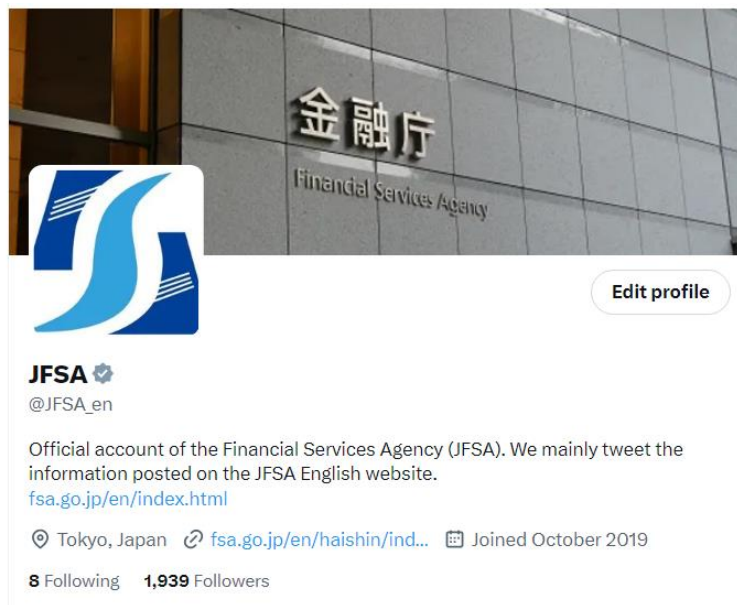 金融庁
Financial Services Agency
Edit profile
JFSA
@JFSA_en
Official account of the Financial Services Agency (JFSA). We mainly tweet the
information posted on the JFSA English website.
fsa.go.jp/en/index.html
Tokyo, Japan fsa.go.jp/en/haishin/ind... Joined October 2019
8 Following 1,939 Followers